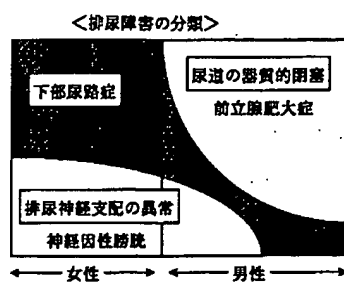 ＜排尿障害の分類＞
下部尿路症
尿道の器質的閉塞
前立腺肥大症
排尿神経支配の異常
神経因性膀胱
女性
男性